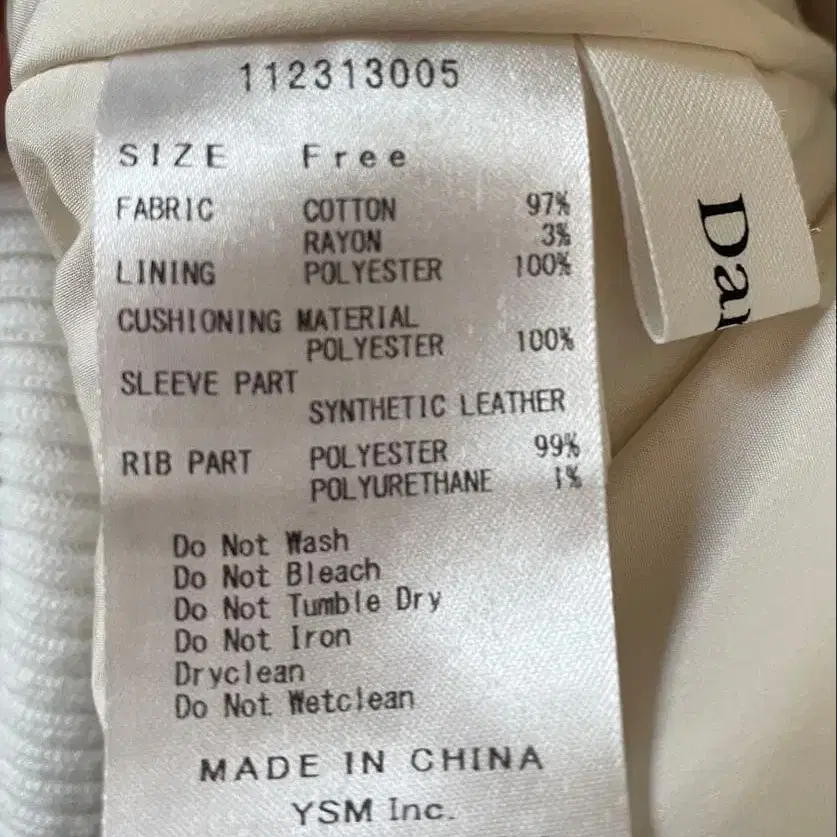 112313005
SIZE Free
FABRIC COTTON 97%
RAYON 3%
LINING POLYESTER 100%
CUSHIONING MATERIAL
POLYESTER 100%
SLEEVE PART
SYNTHETIC LEATHER
RIB PART POLYESTER 99%
POLYURETHANE 1%
Do Not Wash
Do Not Bleach
Do Not Tumble Dry
Do Not Iron
Dryclean
Do Not Wetclean
MADE IN CHINA
YSM Inc.